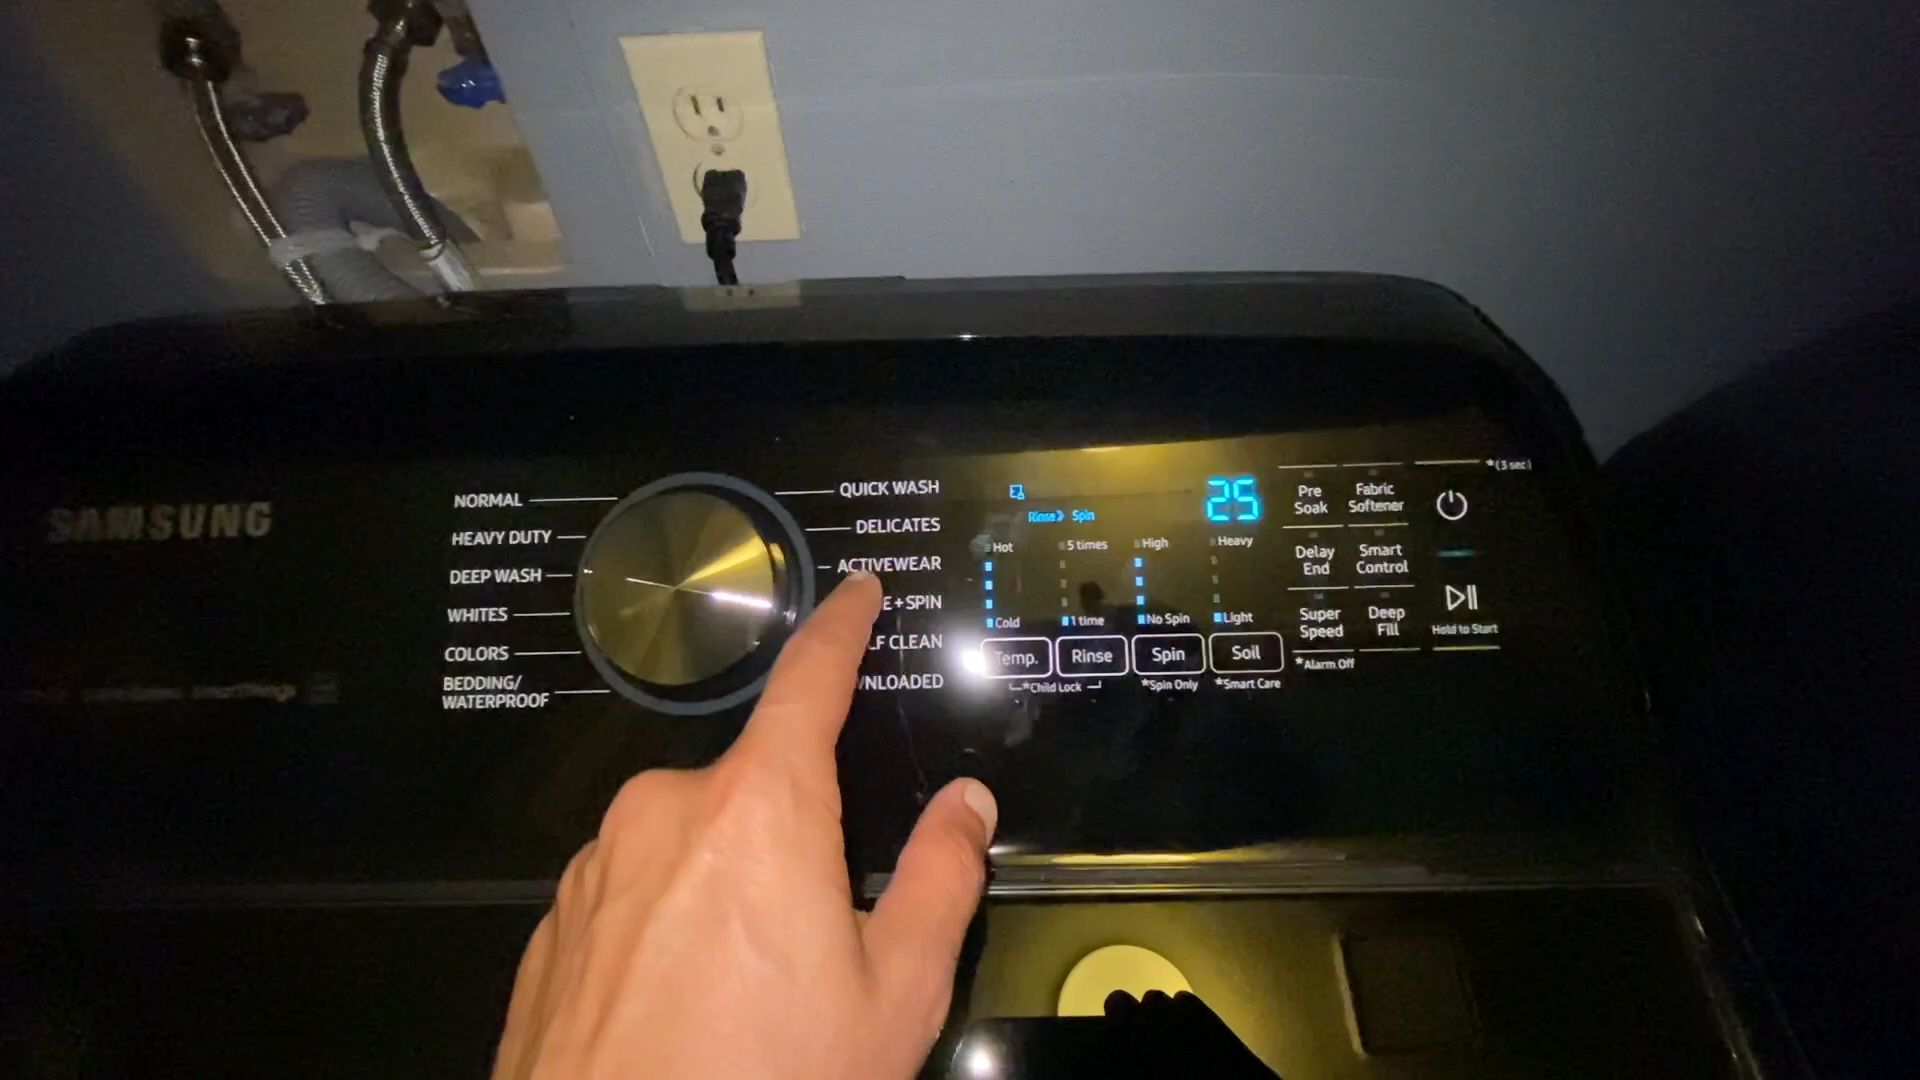 SAMSUNG
NORMAL
HEAVY DUTY
DEEP WASH
WHITES
COLORS
BEDDING/
WATERPROOF
QUICK WASH
DELICATES
ACTIVEWEAR
E + SPIN
LF CLEAN
NLOADED
Rinse Spin
25
Hot
5 times
High
Heavy
Cold
1 time
No Spin
Light
Temp.
Rinse
Spin
Soil
*Child Lock
*Spin Only
*Smart Care
Pre
Soak
Fabric
Softener
Delay
End
Smart
Control
Super
Speed
Deep
Fill
*Alarm Off
*(3 sec)
Hold to Start